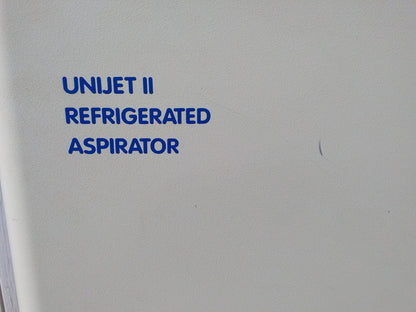 UNIJET II
REFRIGERATED
ASPIRATOR